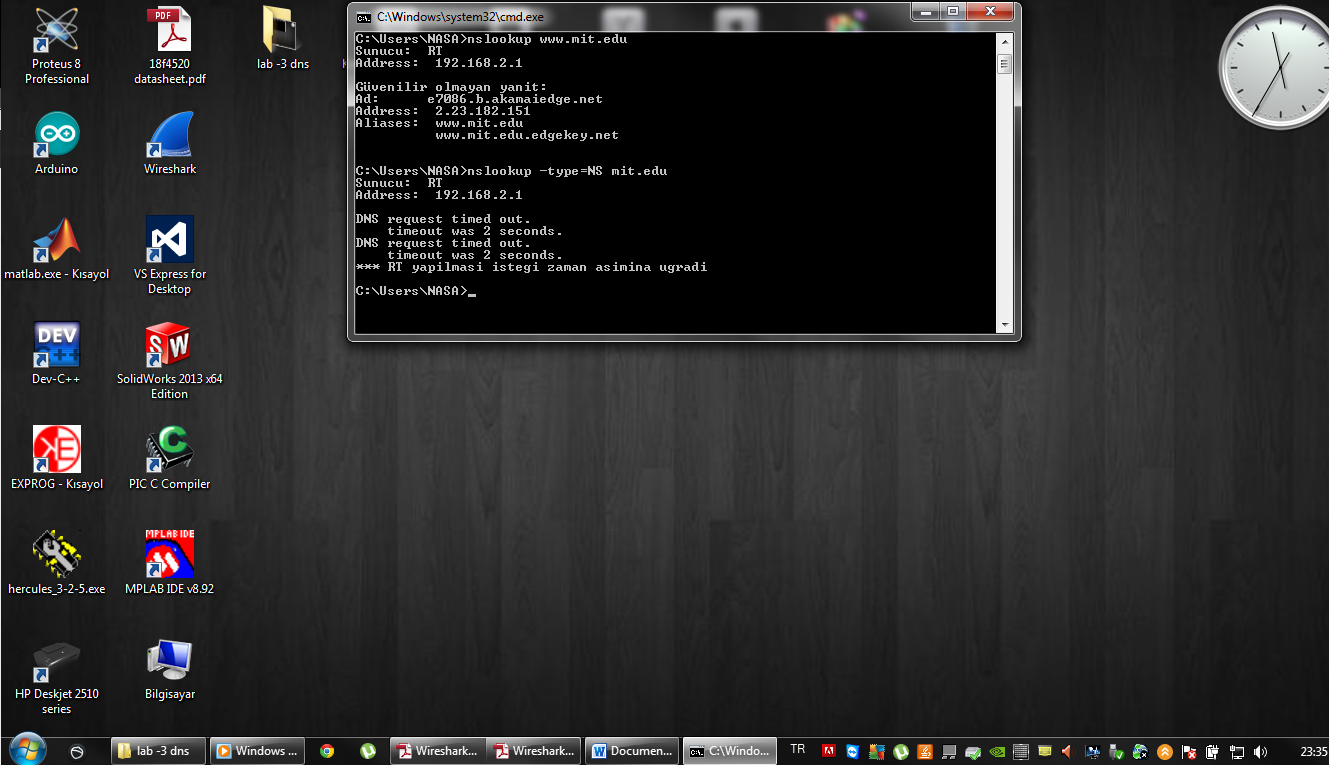 C:\Windows\system32\cmd.exe
C:\Users\NASA>nslookup www.mit.edu
Sunucu:  RT
Address:  192.168.2.1
Güvenilir olmayan yanit:
Ad:      e7086.b.akamaiedge.net
Address:  2.23.182.151
Aliases:  www.mit.edu
www.mit.edu.edgekey.net
C:\Users\NASA>nslookup -type=NS mit.edu
Sunucu:  RT
Address:  192.168.2.1
DNS request timed out.
timeout was 2 seconds.
DNS request timed out.
timeout was 2 seconds.
*** RT yapilmasi istegi zaman asimina ugradi
C:\Users\NASA>_
Proteus 8
Professional
PDF
18f4520
datasheet.pdf
lab -3 dns
Arduino
Wireshark
matlab.exe - Kısayol
VS Express for
Desktop
DEV
C++
Dev-C++
SW
SolidWorks 2013 x64
Edition
EXPROG - Kısayol
PIC C Compiler
hercules_3-2-5.exe
MPLAB IDE
MPLAB IDE v8.92
HP Deskjet 2510
series
Bilgisayar
lab -3 dns
Windows ...
Wireshark...
Wireshark...
Documen...
C:\Windo...
TR
23:35